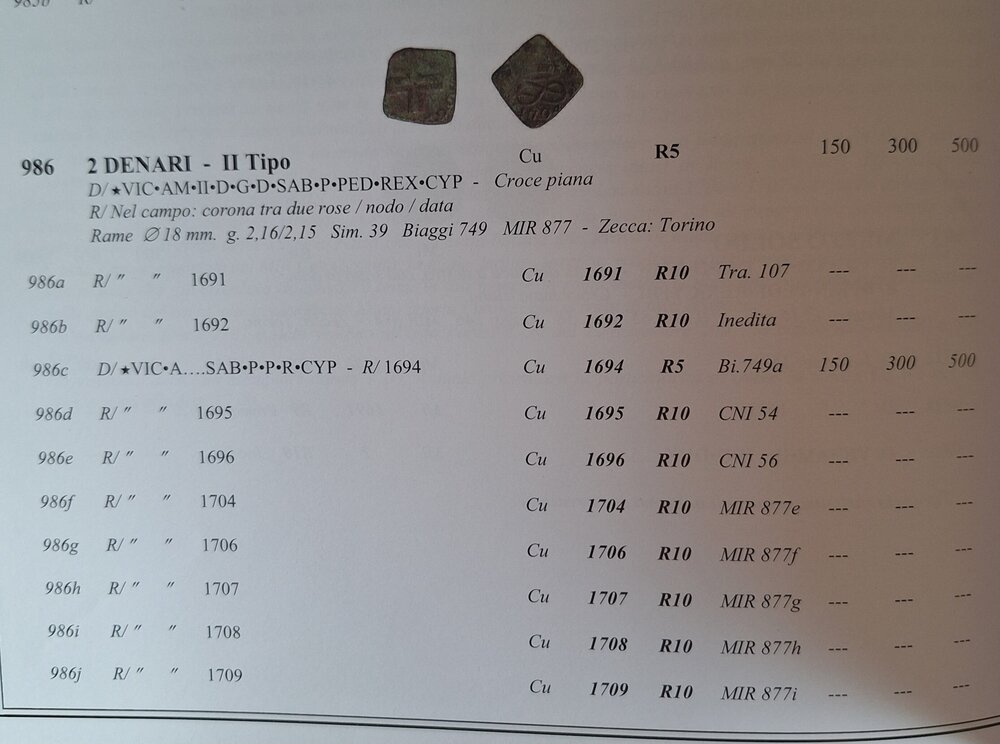 986 2 DENARI - II Tipo Cu R5 150 300 500
D/★VIC•AM•II•D•G•D•SAB•P•PED•REX•CYP - Croce piana
R/ Nel campo: corona tra due rose / nodo / data
Rame ∅ 18 mm. g. 2,16/2,15 Sim. 39 Biaggi 749 MIR 877 - Zecca: Torino
986a R/ " " 1691 Cu 1691 R10 Tra. 107 --- --- ---
986b R/ " " 1692 Cu 1692 R10 Inedita --- --- ---
986c D/★VIC•A....SAB•P•P•R•CYP - R/ 1694 Cu 1694 R5 Bi.749a 150 300 500
986d R/ " " 1695 Cu 1695 R10 CNI 54 --- --- ---
986e R/ " " 1696 Cu 1696 R10 CNI 56 --- --- ---
986f R/ " " 1704 Cu 1704 R10 MIR 877e --- --- ---
986g R/ " " 1706 Cu 1706 R10 MIR 877f --- --- ---
986h R/ " " 1707 Cu 1707 R10 MIR 877g --- --- ---
986i R/ " " 1708 Cu 1708 R10 MIR 877h --- --- ---
986j R/ " " 1709 Cu 1709 R10 MIR 877i --- --- ---